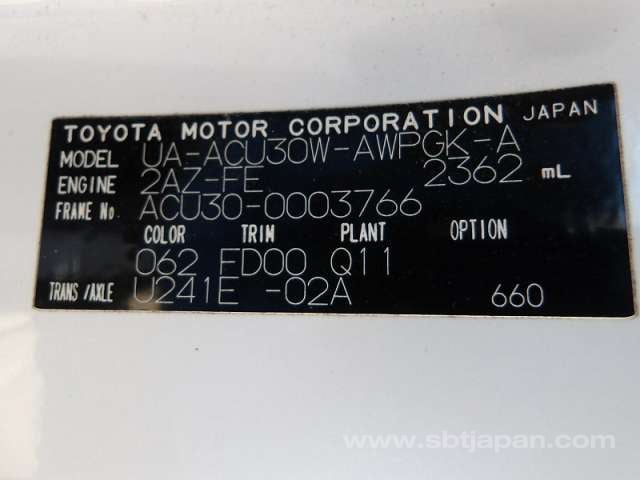 TOYOTA MOTOR CORPORATION JAPAN
MODEL UA-ACU30W-AWPGK-A
ENGINE 2AZ-FE 2362 mL
FRAME No ACU30-0003766
COLOR TRIM PLANT OPTION
062 FD00 Q11
TRANS /AXLE U241E -02A 660
www.sbtjapan.com